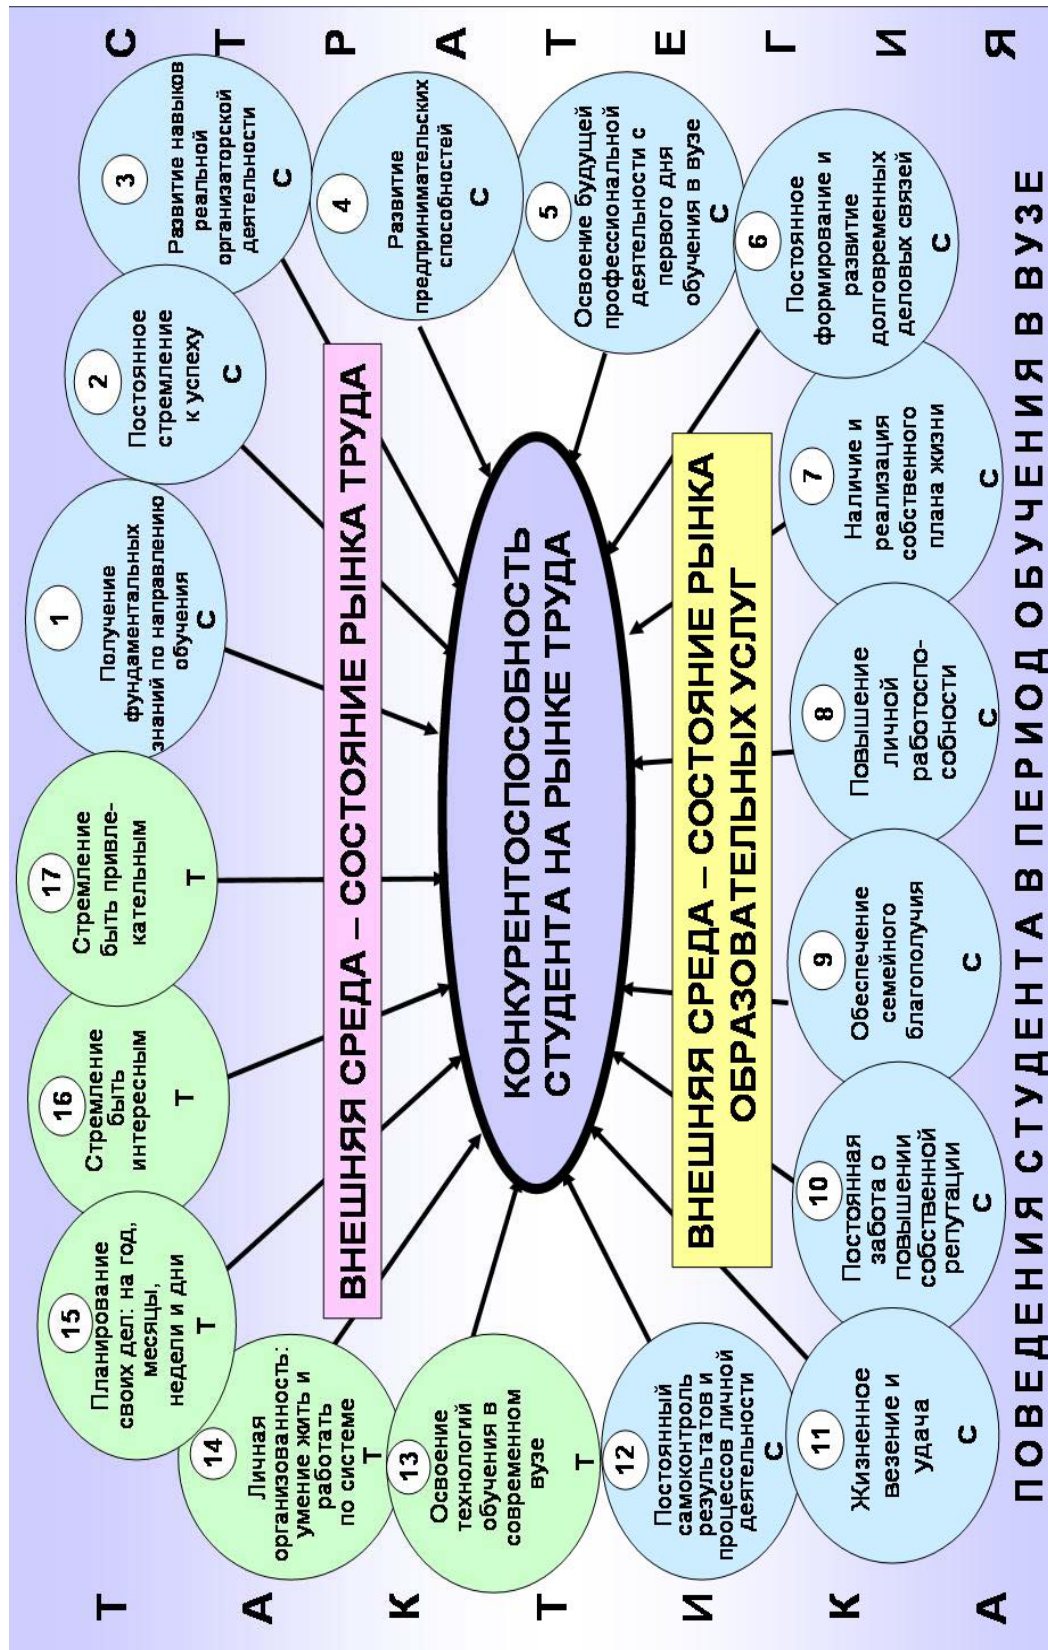 Т А К Т И К А
С Т Р А Т Е Г И Я
1
Получение
фундаментальных
знаний по направлению
обучения
С
2
Постоянное
стремление
к успеху
С
3
Развитие навыков
реальной
организаторской
деятельности
С
4
Развитие
предпринимательских
способностей
С
5
Освоение будущей
профессиональной
деятельности с
первого дня
обучения в вузе
С
6
Постоянное
формирование и
развитие
долговременных
деловых связей
С
7
Наличие и
реализация
собственного
плана жизни
С
8
Повышение
личной
работоспо-
собности
С
9
Обеспечение
семейного
благополучия
С
10
Постоянная
забота о
повышении
собственной
репутации
С
11
Жизненное
везение и
удача
С
12
Постоянный
самоконтроль
результатов и
процессов личной
деятельности
С
13
Освоение
технологий
обучения в
современном
вузе
Т
14
Личная
организованность:
умение жить и
работать
по системе
Т
15
Планирование
своих дел: на год,
месяцы,
недели и дни
Т
16
Стремление
быть
интересным
Т
17
Стремление
быть привле-
кательным
Т
ВНЕШНЯЯ СРЕДА – СОСТОЯНИЕ РЫНКА ТРУДА
КОНКУРЕНТОСПОСОБНОСТЬ
СТУДЕНТА НА РЫНКЕ ТРУДА
ВНЕШНЯЯ СРЕДА – СОСТОЯНИЕ РЫНКА
ОБРАЗОВАТЕЛЬНЫХ УСЛУГ
ПОВЕДЕНИЯ СТУДЕНТА В ПЕРИОД ОБУЧЕНИЯ В ВУЗЕ